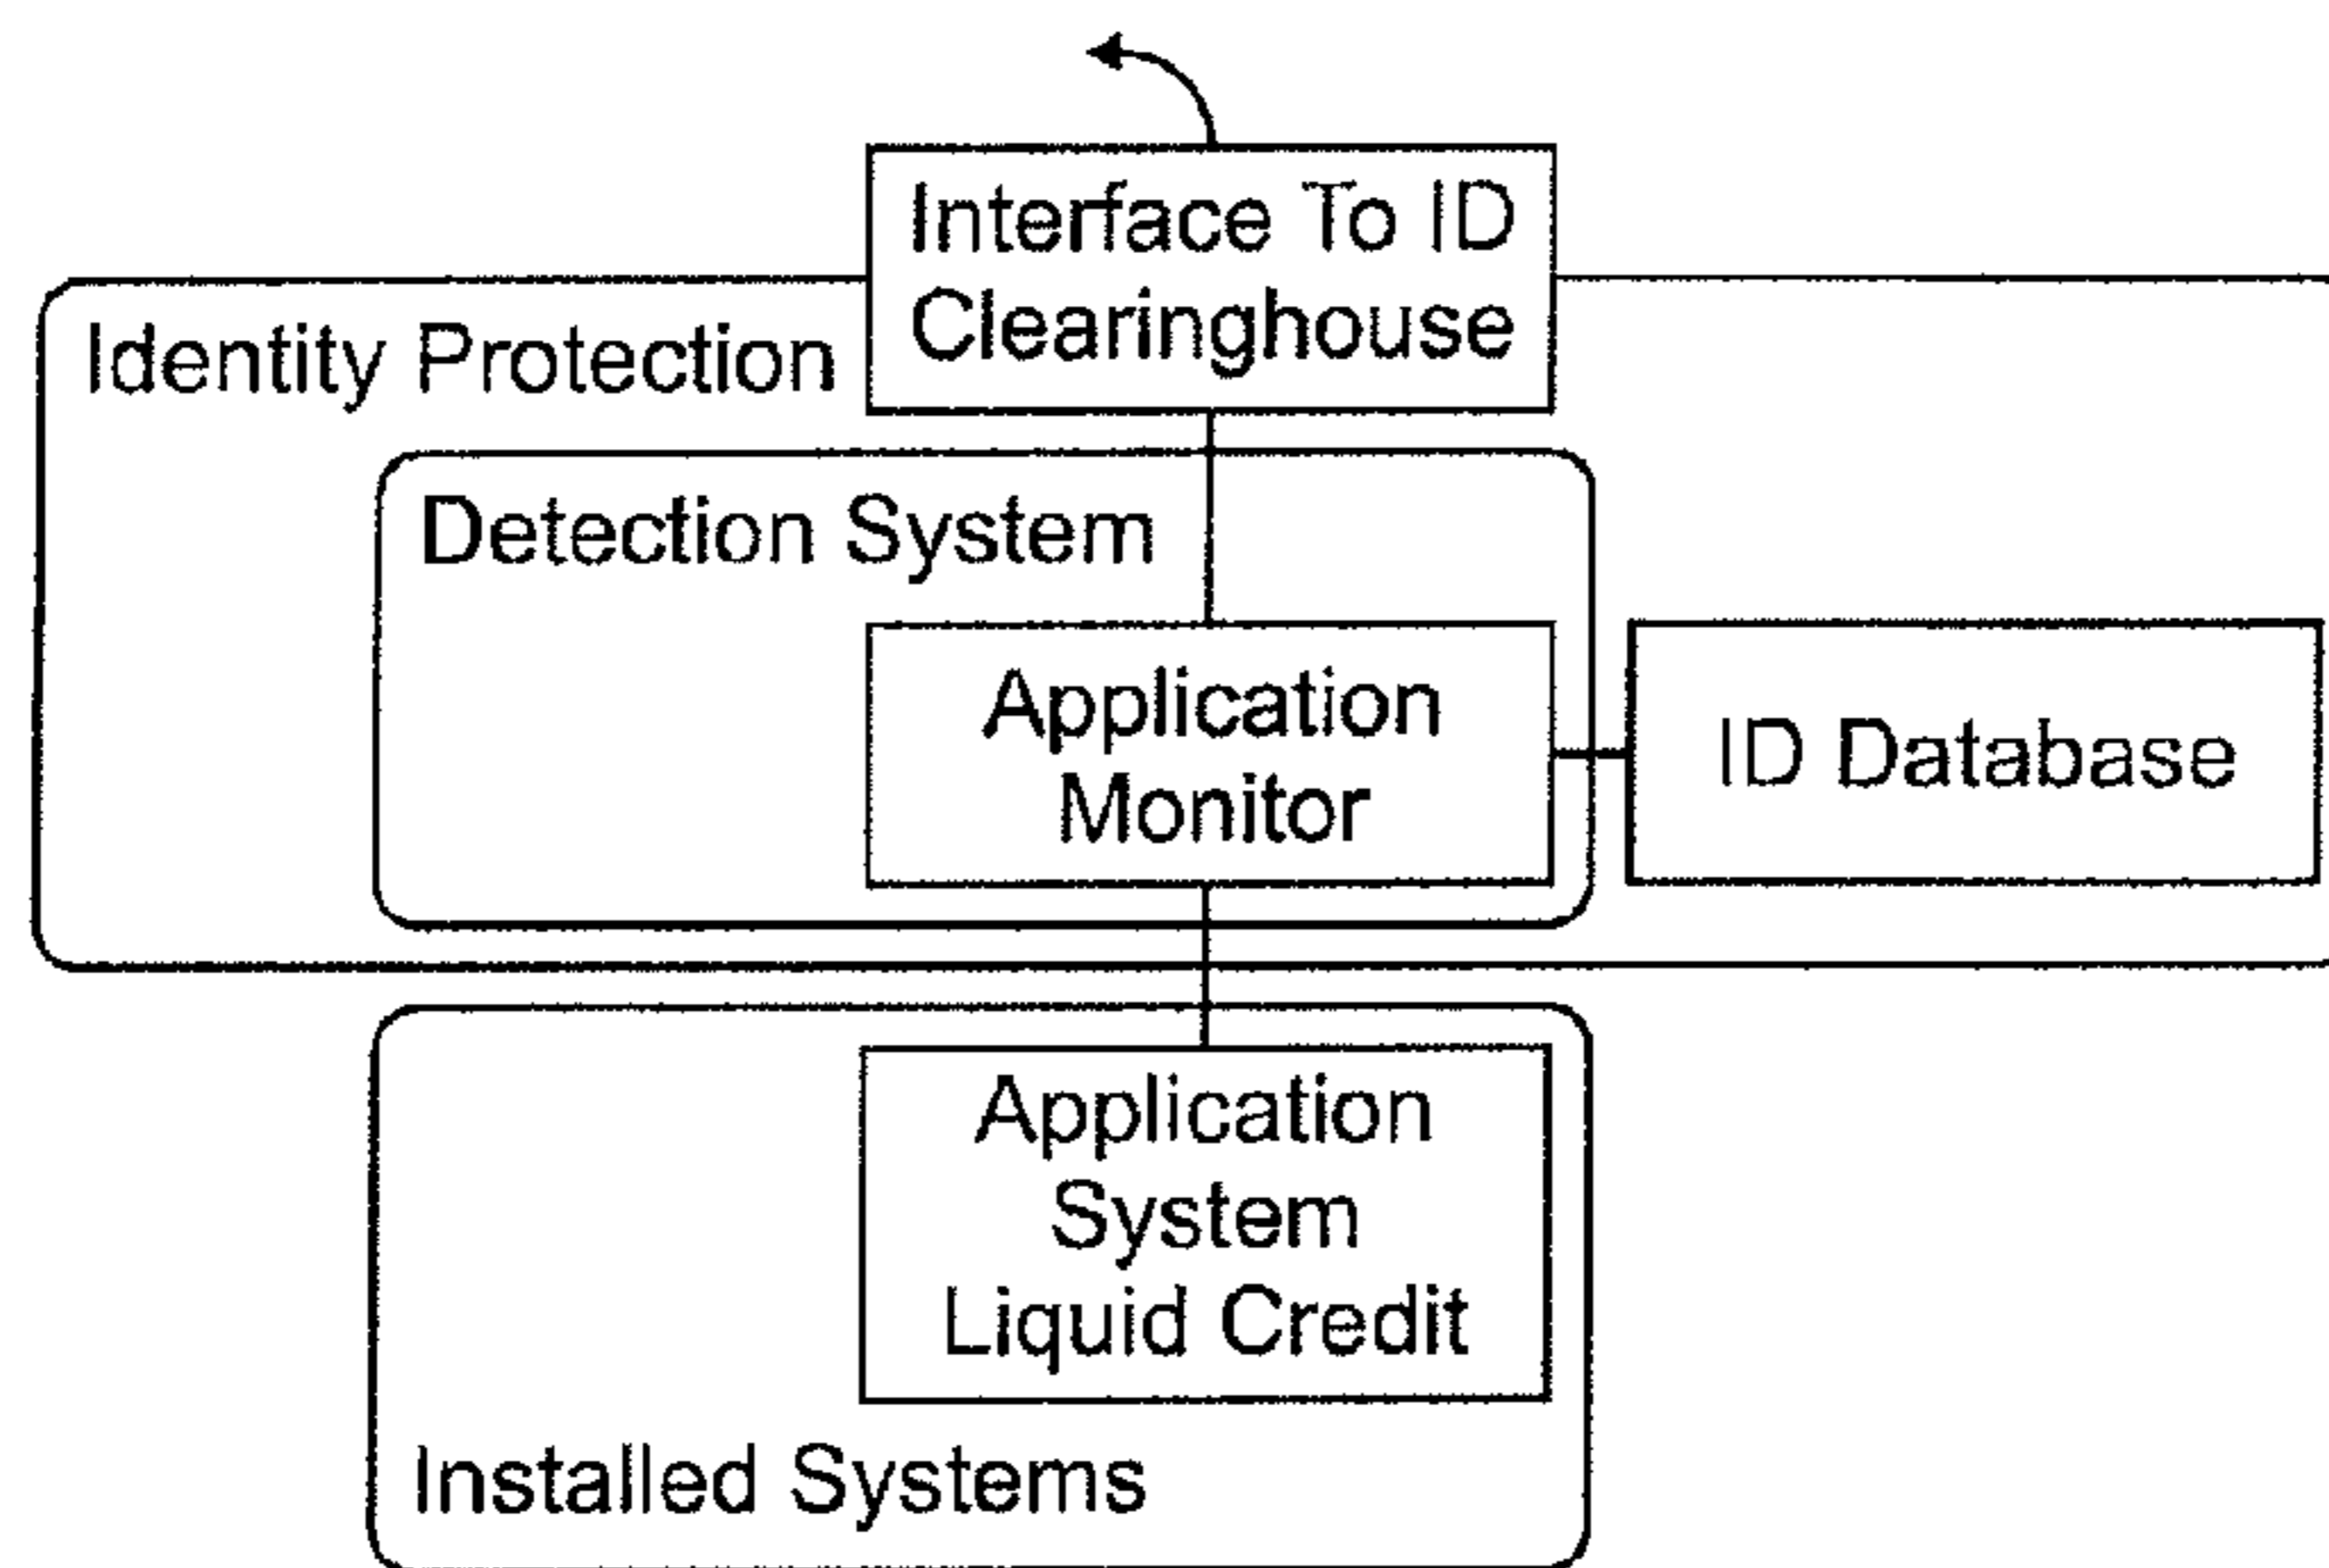 Interface To ID
Clearinghouse
Identity Protection
Detection System
Application
Monitor
ID Database
Application
System
Liquid Credit
Installed Systems